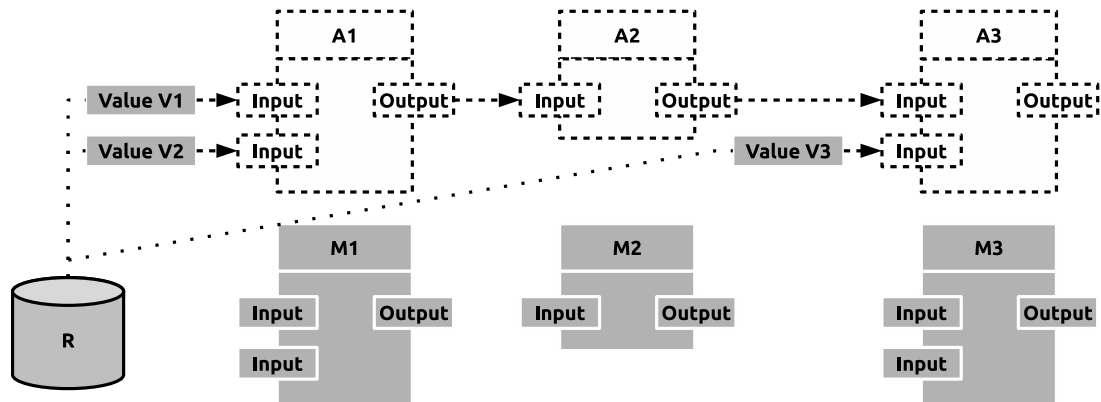 A1 A2 A3
Value V1 Input Output Input Output Input Output
Value V2 Input Value V3 Input
M1 M2 M3
Input Output Input Output Input Output
R
Input Input